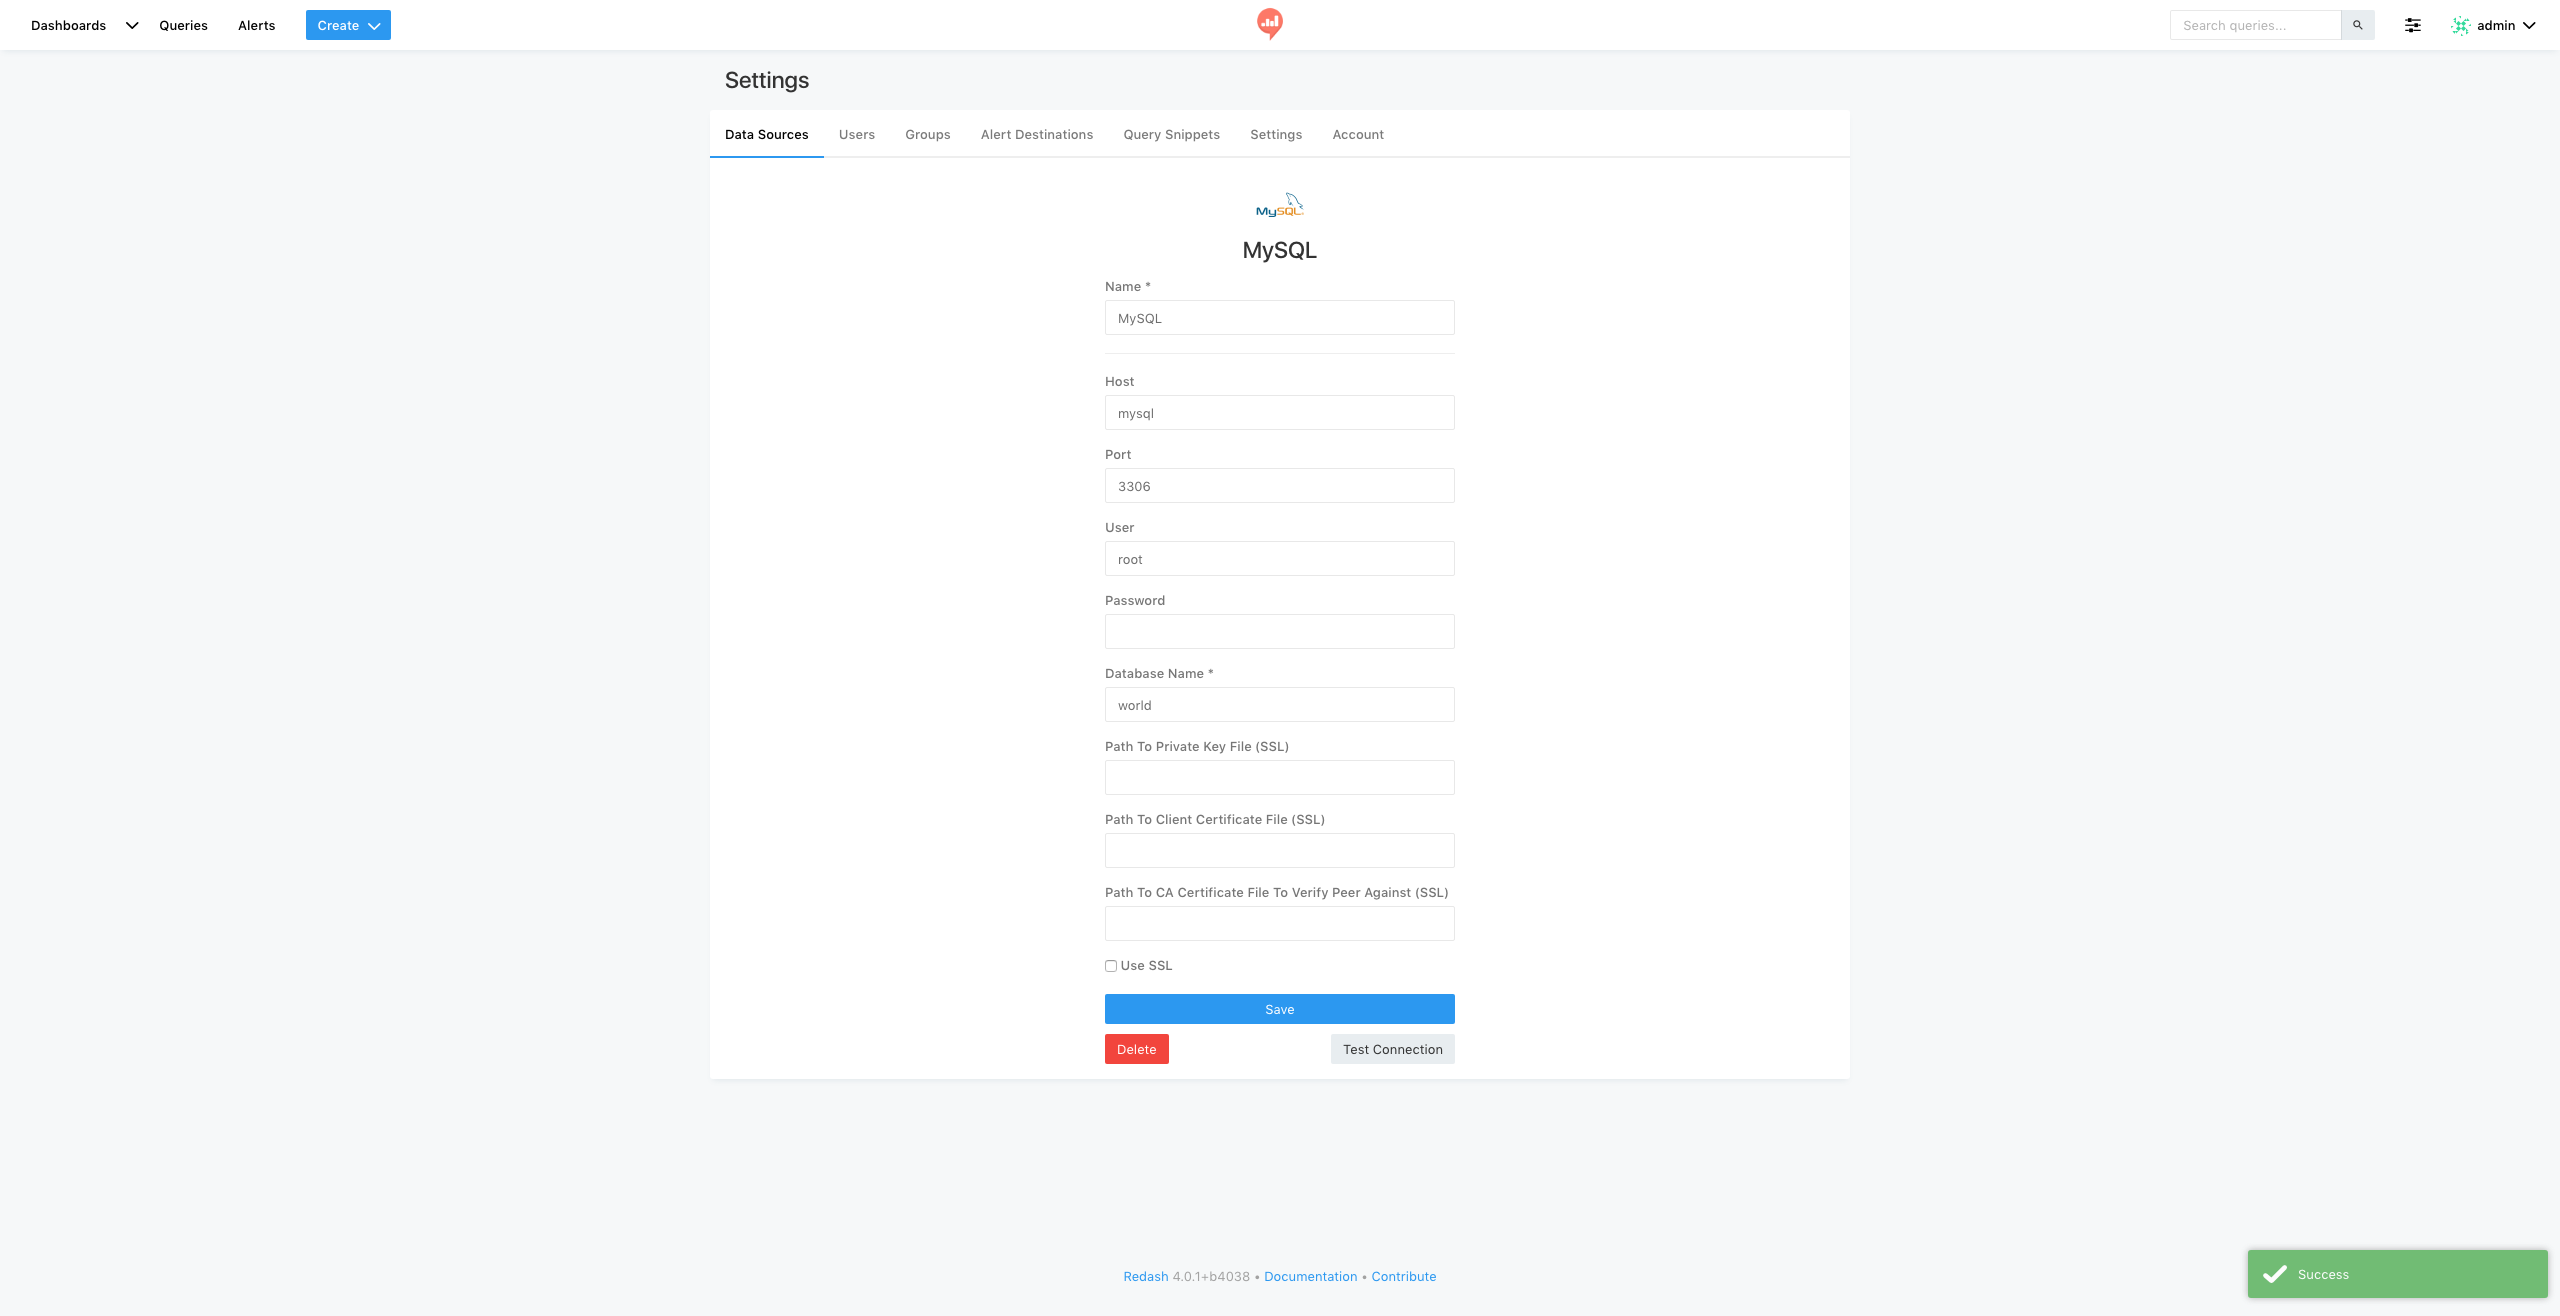 Dashboards Queries Alerts Create Search queries... admin
Settings
Data Sources Users Groups Alert Destinations Query Snippets Settings Account
MySQL
MySQL
Name *
MySQL
Host
mysql
Port
3306
User
root
Password
Database Name *
world
Path To Private Key File (SSL)
Path To Client Certificate File (SSL)
Path To CA Certificate File To Verify Peer Against (SSL)
Use SSL
Save
Delete Test Connection
Redash 4.0.1+b4038 • Documentation • Contribute
Success